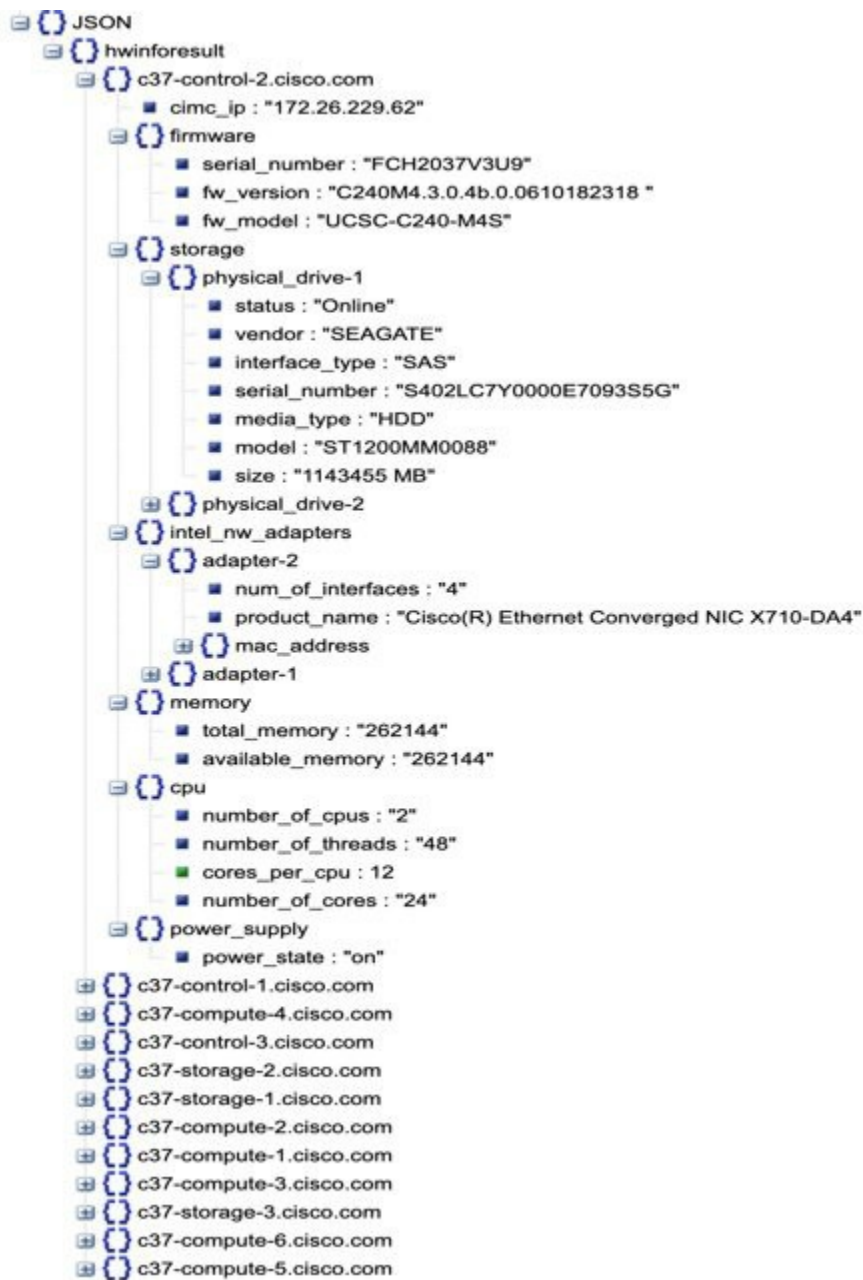 JSON
hwinforesult
c37-control-2.cisco.com
cimc_ip : "172.26.229.62"
firmware
serial_number : "FCH2037V3U9"
fw_version : "C240M4.3.0.4b.0.0610182318 "
fw_model : "UCSC-C240-M4S"
storage
physical_drive-1
status : "Online"
vendor : "SEAGATE"
interface_type : "SAS"
serial_number : "S402LC7Y0000E7093S5G"
media_type : "HDD"
model : "ST1200MM0088"
size : "1143455 MB"
physical_drive-2
intel_nw_adapters
adapter-2
num_of_interfaces : "4"
product_name : "Cisco(R) Ethernet Converged NIC X710-DA4"
mac_address
adapter-1
memory
total_memory : "262144"
available_memory : "262144"
cpu
number_of_cpus : "2"
number_of_threads : "48"
cores_per_cpu : 12
number_of_cores : "24"
power_supply
power_state : "on"
c37-control-1.cisco.com
c37-compute-4.cisco.com
c37-control-3.cisco.com
c37-storage-2.cisco.com
c37-storage-1.cisco.com
c37-compute-2.cisco.com
c37-compute-1.cisco.com
c37-compute-3.cisco.com
c37-storage-3.cisco.com
c37-compute-6.cisco.com
c37-compute-5.cisco.com